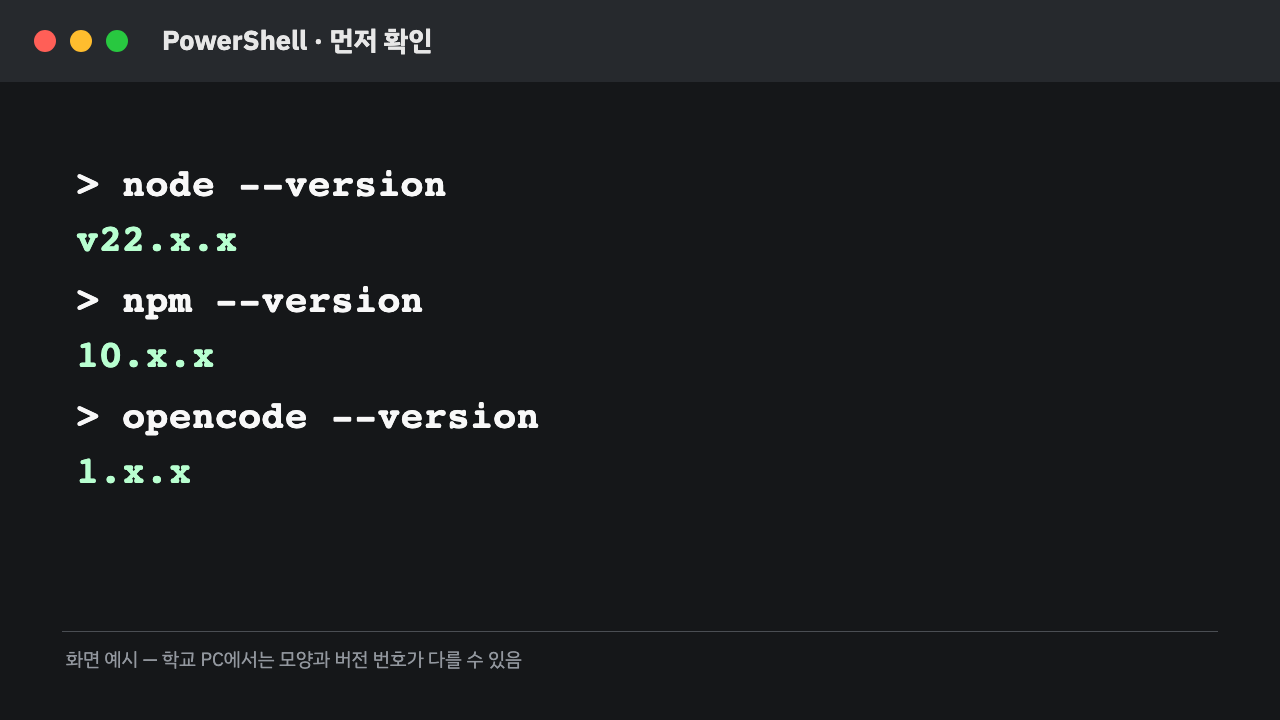 PowerShell · 먼저 확인
> node --version
v22.x.x
> npm --version
10.x.x
> opencode --version
1.x.x
화면 예시 — 학교 PC에서는 모양과 버전 번호가 다를 수 있음